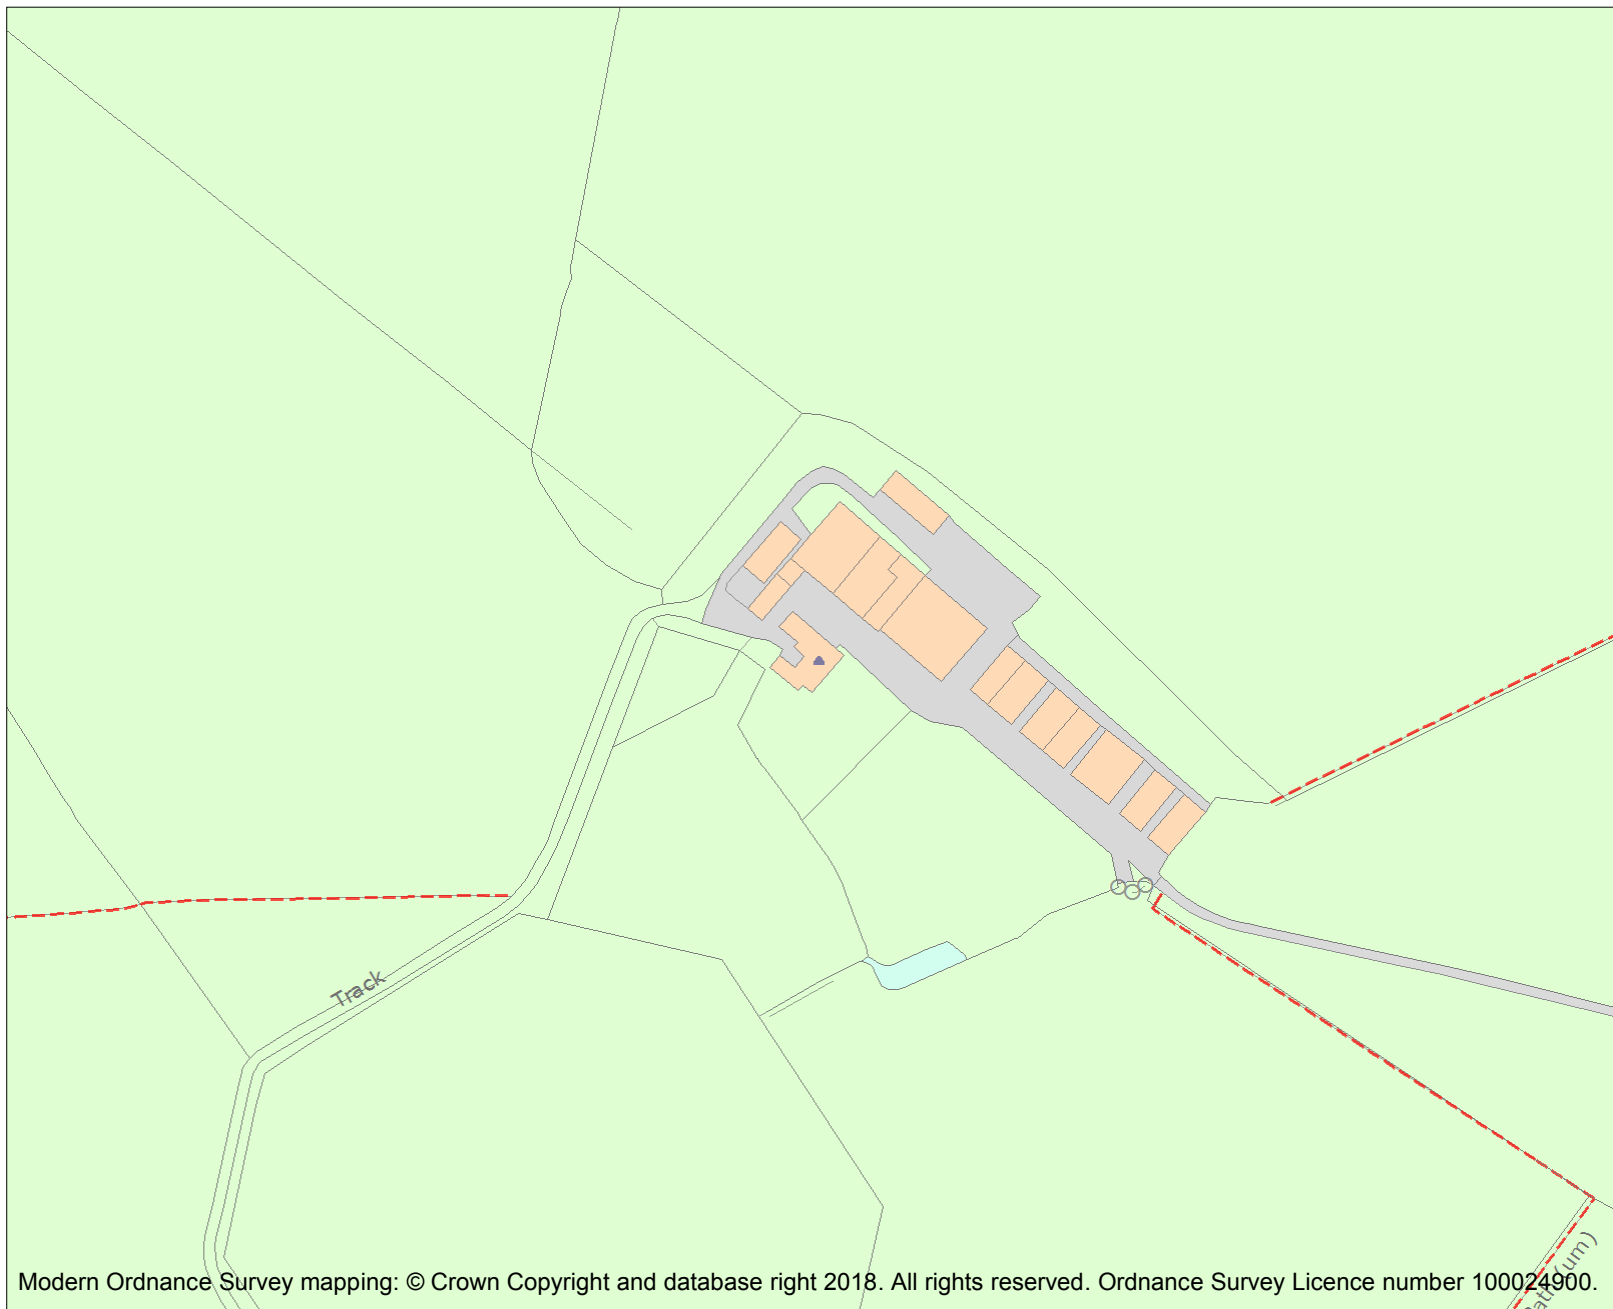 Track
(um)
Modern Ordnance Survey mapping: © Crown Copyright and database right 2018. All rights reserved. Ordnance Survey Licence number 100024900.